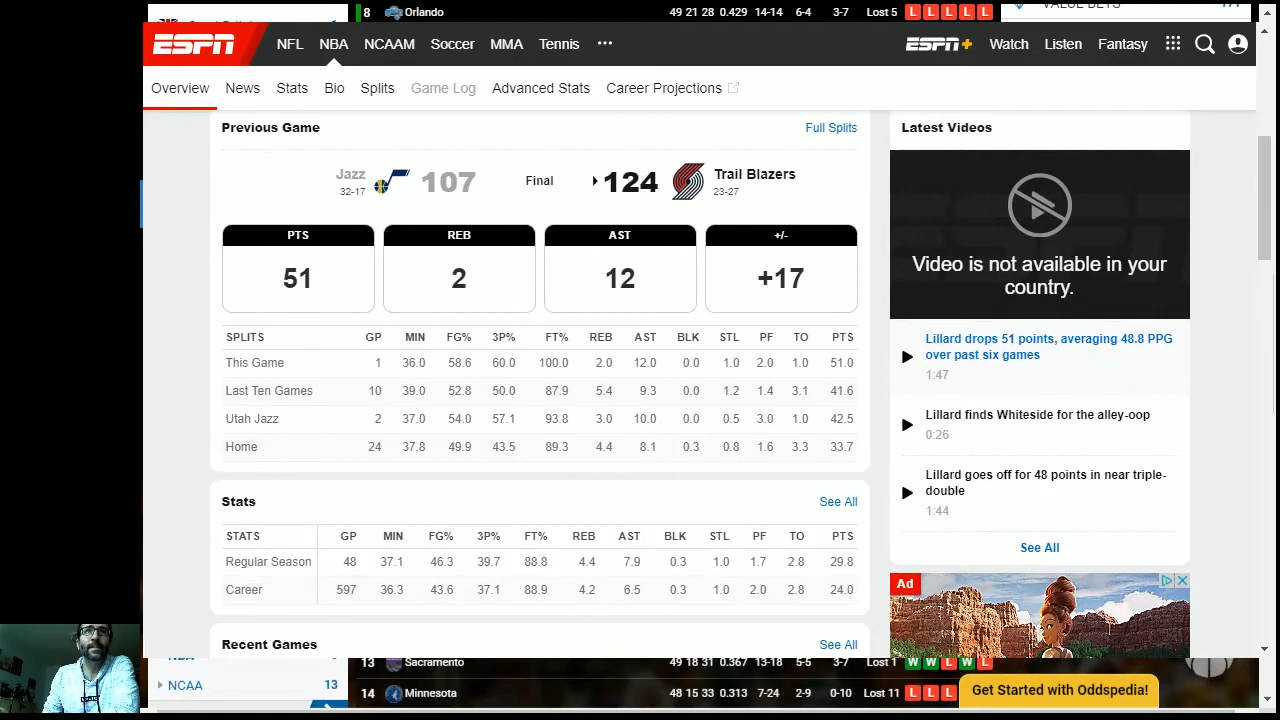 8 Orlando 49 21 28 0.429 14-14 6-4 3-7 Lost 5 L L L L L
VALUE BETS
ESPN NFL NBA NCAAM Soccer MMA Tennis ••• ESPN+ Watch Listen Fantasy
Overview News Stats Bio Splits Game Log Advanced Stats Career Projections
Previous Game Full Splits
Jazz 32-17 107 Final 124 Trail Blazers 23-27
PTS REB AST +/-
51 2 12 +17
SPLITS GP MIN FG% 3P% FT% REB AST BLK STL PF TO PTS
This Game 1 36.0 58.6 60.0 100.0 2.0 12.0 0.0 1.0 2.0 1.0 51.0
Last Ten Games 10 39.0 52.8 50.0 87.9 5.4 9.3 0.0 1.2 1.4 3.1 41.6
Utah Jazz 2 37.0 54.0 57.1 93.8 3.0 10.0 0.0 0.5 3.0 1.0 42.5
Home 24 37.8 49.9 43.5 89.3 4.4 8.1 0.3 0.8 1.6 3.3 33.7
Stats See All
STATS GP MIN FG% 3P% FT% REB AST BLK STL PF TO PTS
Regular Season 48 37.1 46.3 39.7 88.8 4.4 7.9 0.3 1.0 1.7 2.8 29.8
Career 597 36.3 43.6 37.1 88.9 4.2 6.5 0.3 1.0 2.0 2.8 24.0
Recent Games See All
Latest Videos
ESPN
Video is not available in your
country.
Lillard drops 51 points, averaging 48.8 PPG
over past six games
1:47
Lillard finds Whiteside for the alley-oop
0:26
Lillard goes off for 48 points in near triple-
double
1:44
See All
Ad
13 Sacramento 49 18 31 0.367 13-18 5-5 3-7 Lost 1 W W L W L
NCAA 13
14 Minnesota 48 15 33 0.313 7-24 2-9 0-10 Lost 11 L L L
Get Started with Oddspedia!